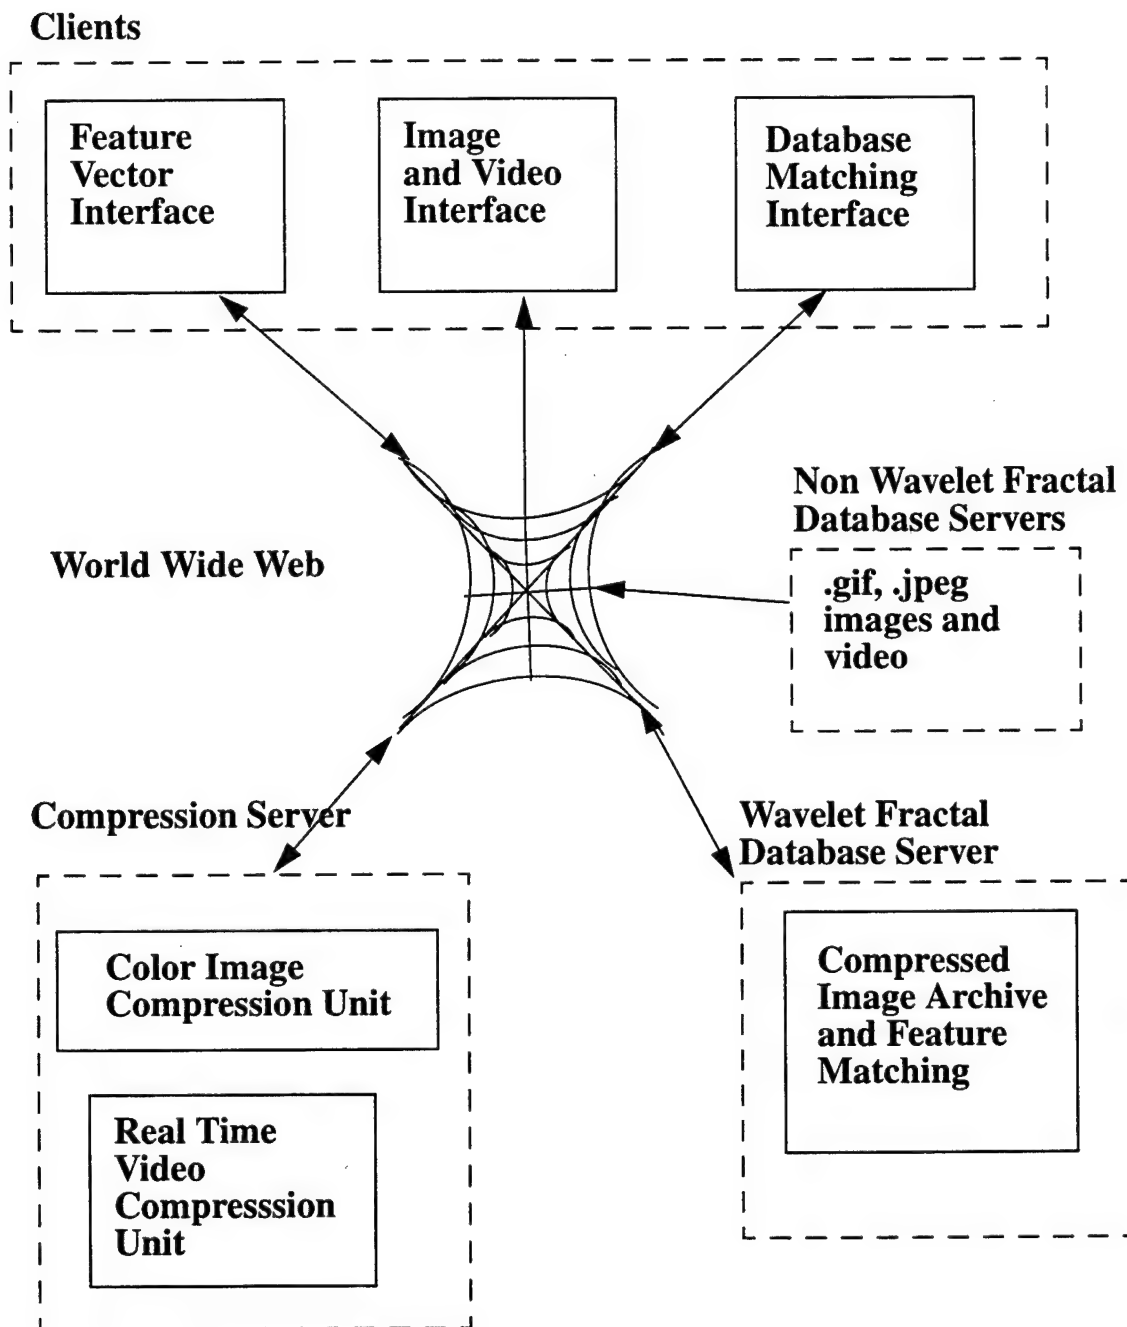 Clients
Feature
Vector
Interface
Image
and Video
Interface
Database
Matching
Interface
World Wide Web
Non Wavelet Fractal
Database Servers
.gif, .jpeg
images and
video
Compression Server
Color Image
Compression Unit
Real Time
Video
Compresssion
Unit
Wavelet Fractal
Database Server
Compressed
Image Archive
and Feature
Matching